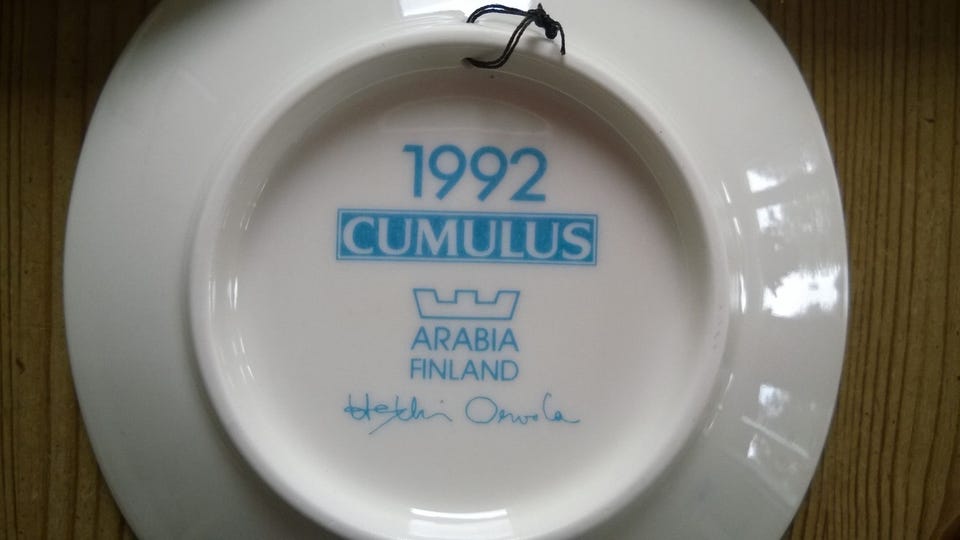 1992
CUMULUS
ARABIA
FINLAND
Heikki Orvola